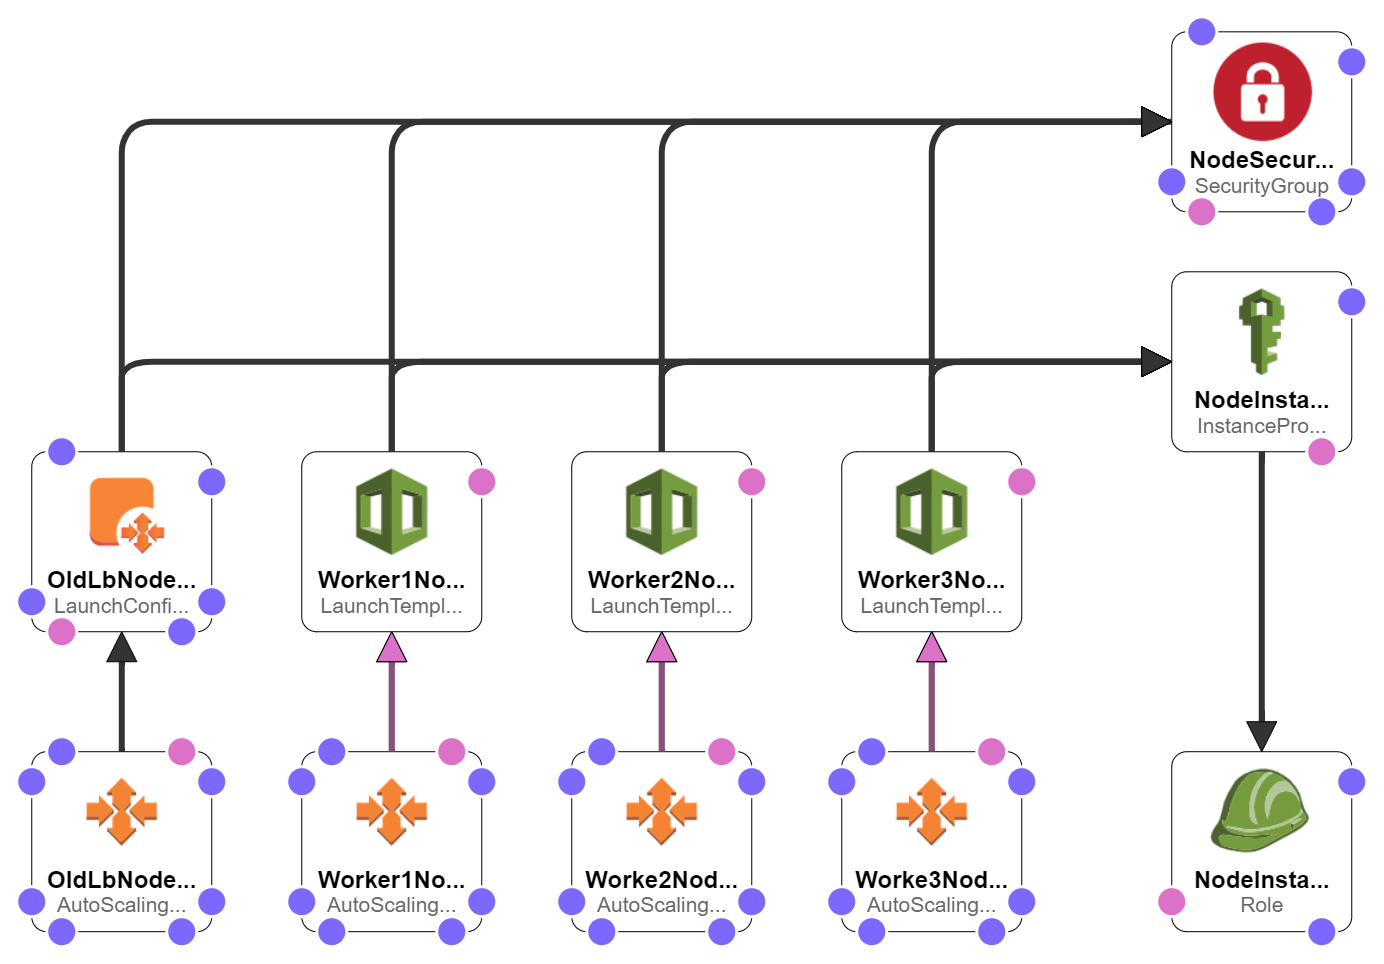 NodeSecur...
SecurityGroup
NodeInsta...
InstancePro...
OldLbNode...
LaunchConfi...
Worker1No...
LaunchTempl...
Worker2No...
LaunchTempl...
Worker3No...
LaunchTempl...
OldLbNode...
AutoScaling...
Worker1No...
AutoScaling...
Worke2Nod...
AutoScaling...
Worke3Nod...
AutoScaling...
NodeInsta...
Role